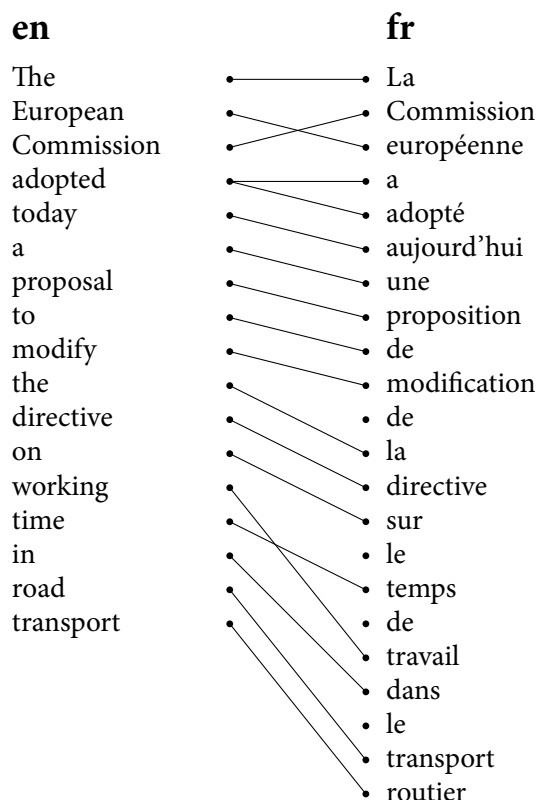 en fr
The La
European Commission
Commission européenne
adopted a
today adopté
a aujourd’hui
proposal une
to proposition
modify de
the modification
directive de
on la
working directive
time sur
in le
road temps
transport de
travail
dans
le
transport
routier